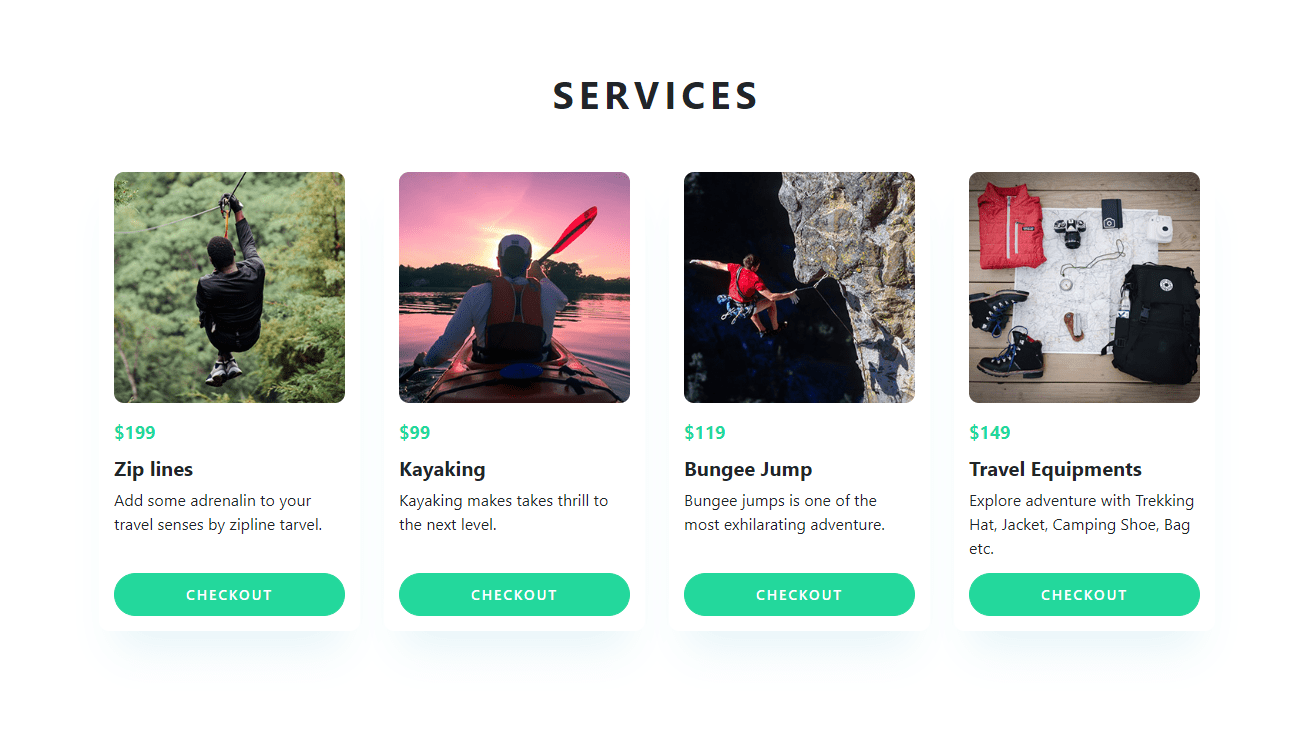 SERVICES
$199
Zip lines
Add some adrenalin to your
travel senses by zipline tarvel.
CHECKOUT
$99
Kayaking
Kayaking makes takes thrill to
the next level.
CHECKOUT
$119
Bungee Jump
Bungee jumps is one of the
most exhilarating adventure.
CHECKOUT
$149
Travel Equipments
Explore adventure with Trekking
Hat, Jacket, Camping Shoe, Bag
etc.
CHECKOUT